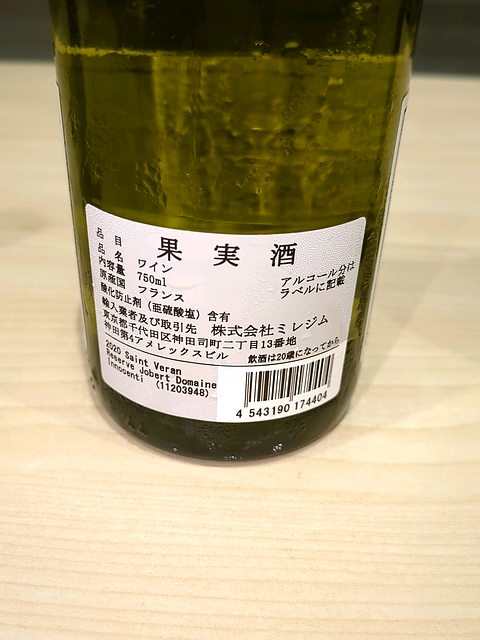 品目 果実酒
品名 ワイン
内容量 750ml アルコール分は
原産国 フランス ラベルに記載
酸化防止剤（亜硫酸塩）含有
輸入業者及び取引先 株式会社ミレジム
東京都千代田区神田司町二丁目13番地
神田第4アメレックスビル 飲酒は20歳になってから
2020 Saint Veran
Reserve Jobert Domaine
Innocenti (11203948)
4 543190 174404